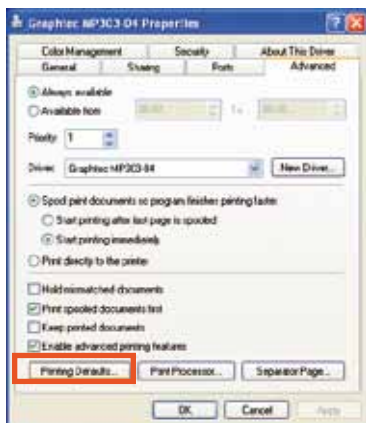 Graphtec MP303-04 Properties
Color Management Security About This Driver
General Sharing Ports Advanced
Always available
Available from To
Priority: 1
Driver: Graphtec MP303-04 New Driver...
Spool print documents so program finishes printing faster
Start printing after last page is spooled
Start printing immediately
Print directly to the printer
Hold mismatched documents
Print spooled documents first
Keep printed documents
Enable advanced printing features
Printing Defaults... Print Processor... Separator Page...
OK Cancel Apply